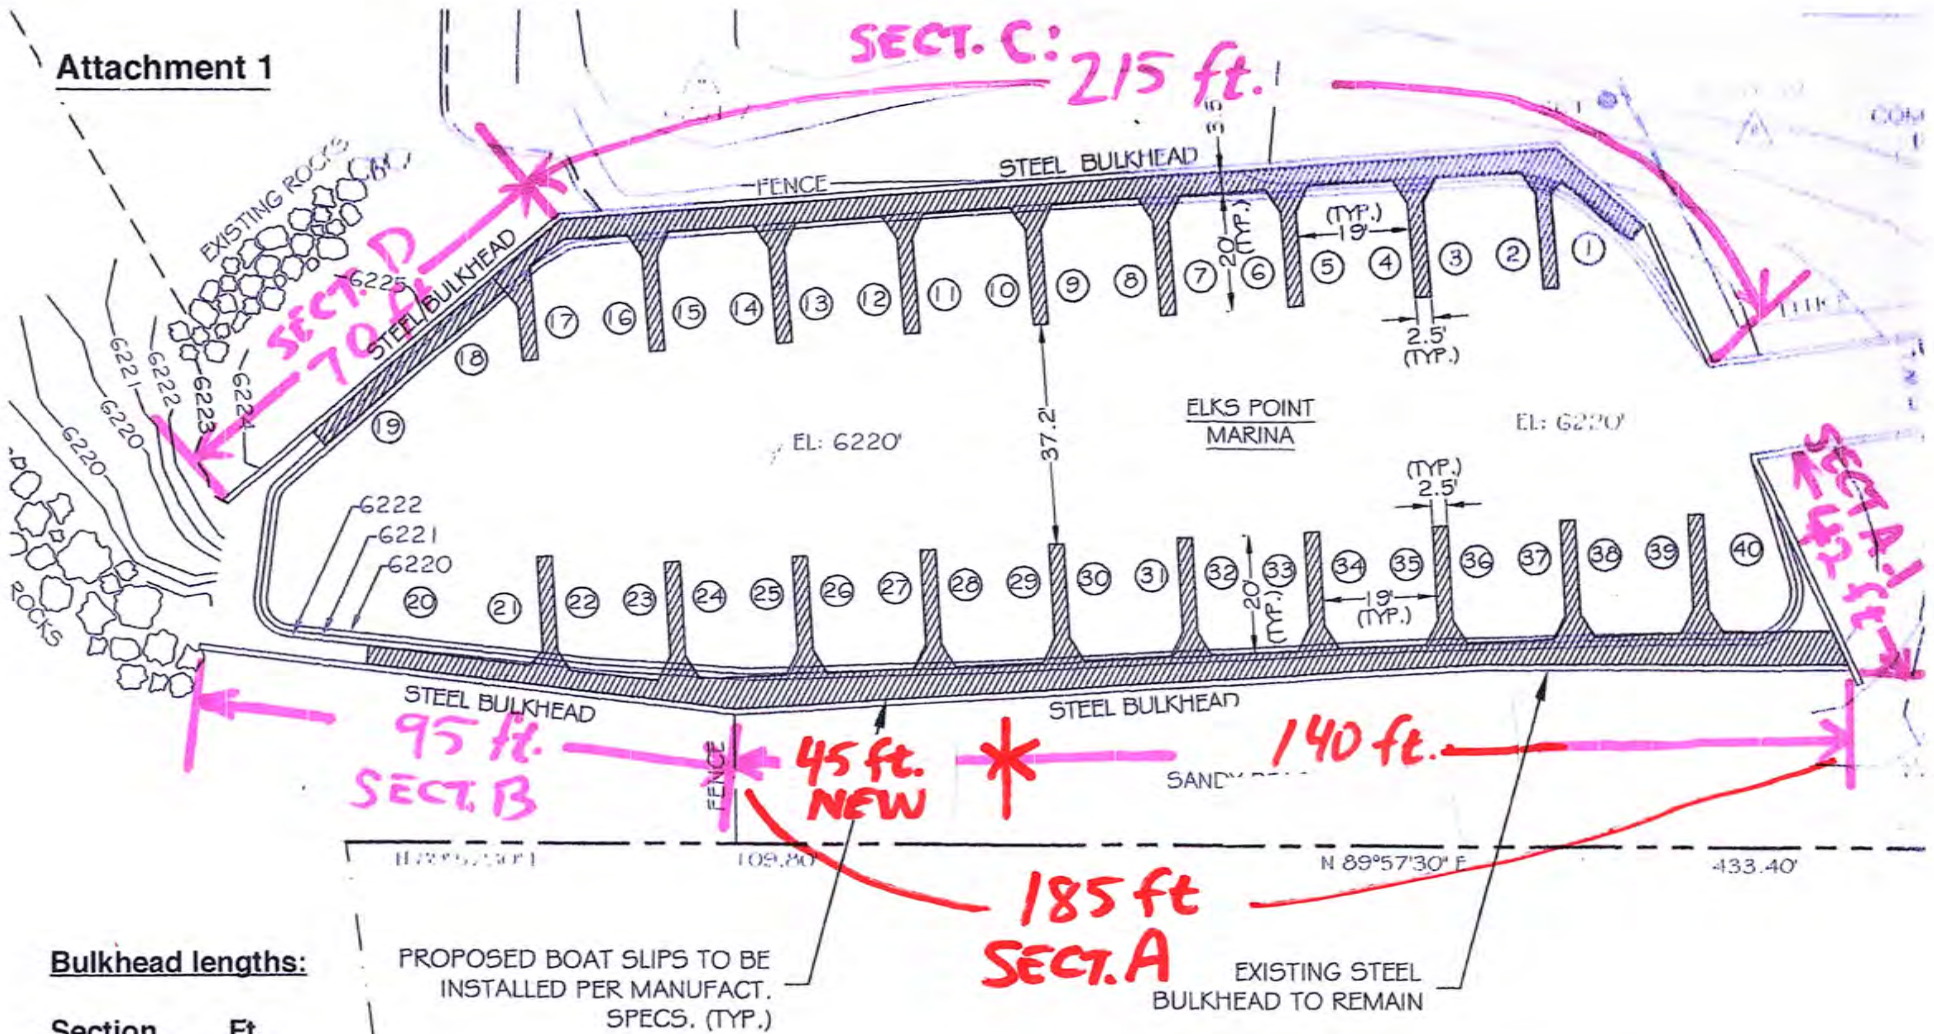 Attachment 1
SECT. C:
215 ft.
3.5'
STEEL BULKHEAD
FENCE
EXISTING ROCKS
SECT. D
70 ft
STEEL BULKHEAD
6225
6224
6223
6222
6221
6220
6220
20'
(TYP.)
(TYP.)
19'
2.5'
(TYP.)
1
2
3
4
5
6
7
8
9
10
11
12
13
14
15
16
17
18
19
EL: 6220'
37.2'
ELKS POINT
MARINA
EL: 6220'
(TYP.)
2.5'
SECT A.1
ft
6222
6221
6220
ROCKS
20
21
22
23
24
25
26
27
28
29
30
31
32
33
34
35
36
37
38
39
40
20'
(TYP.)
19'
(TYP.)
STEEL BULKHEAD
STEEL BULKHEAD
95 ft.
SECT. B
FENCE
45 ft.
NEW
140 ft.
109.80'
N 89°57'30" E
433.40'
185 ft
SECT. A
Bulkhead lengths:
PROPOSED BOAT SLIPS TO BE
INSTALLED PER MANUFACT.
SPECS. (TYP.)
EXISTING STEEL
BULKHEAD TO REMAIN
Section Ft